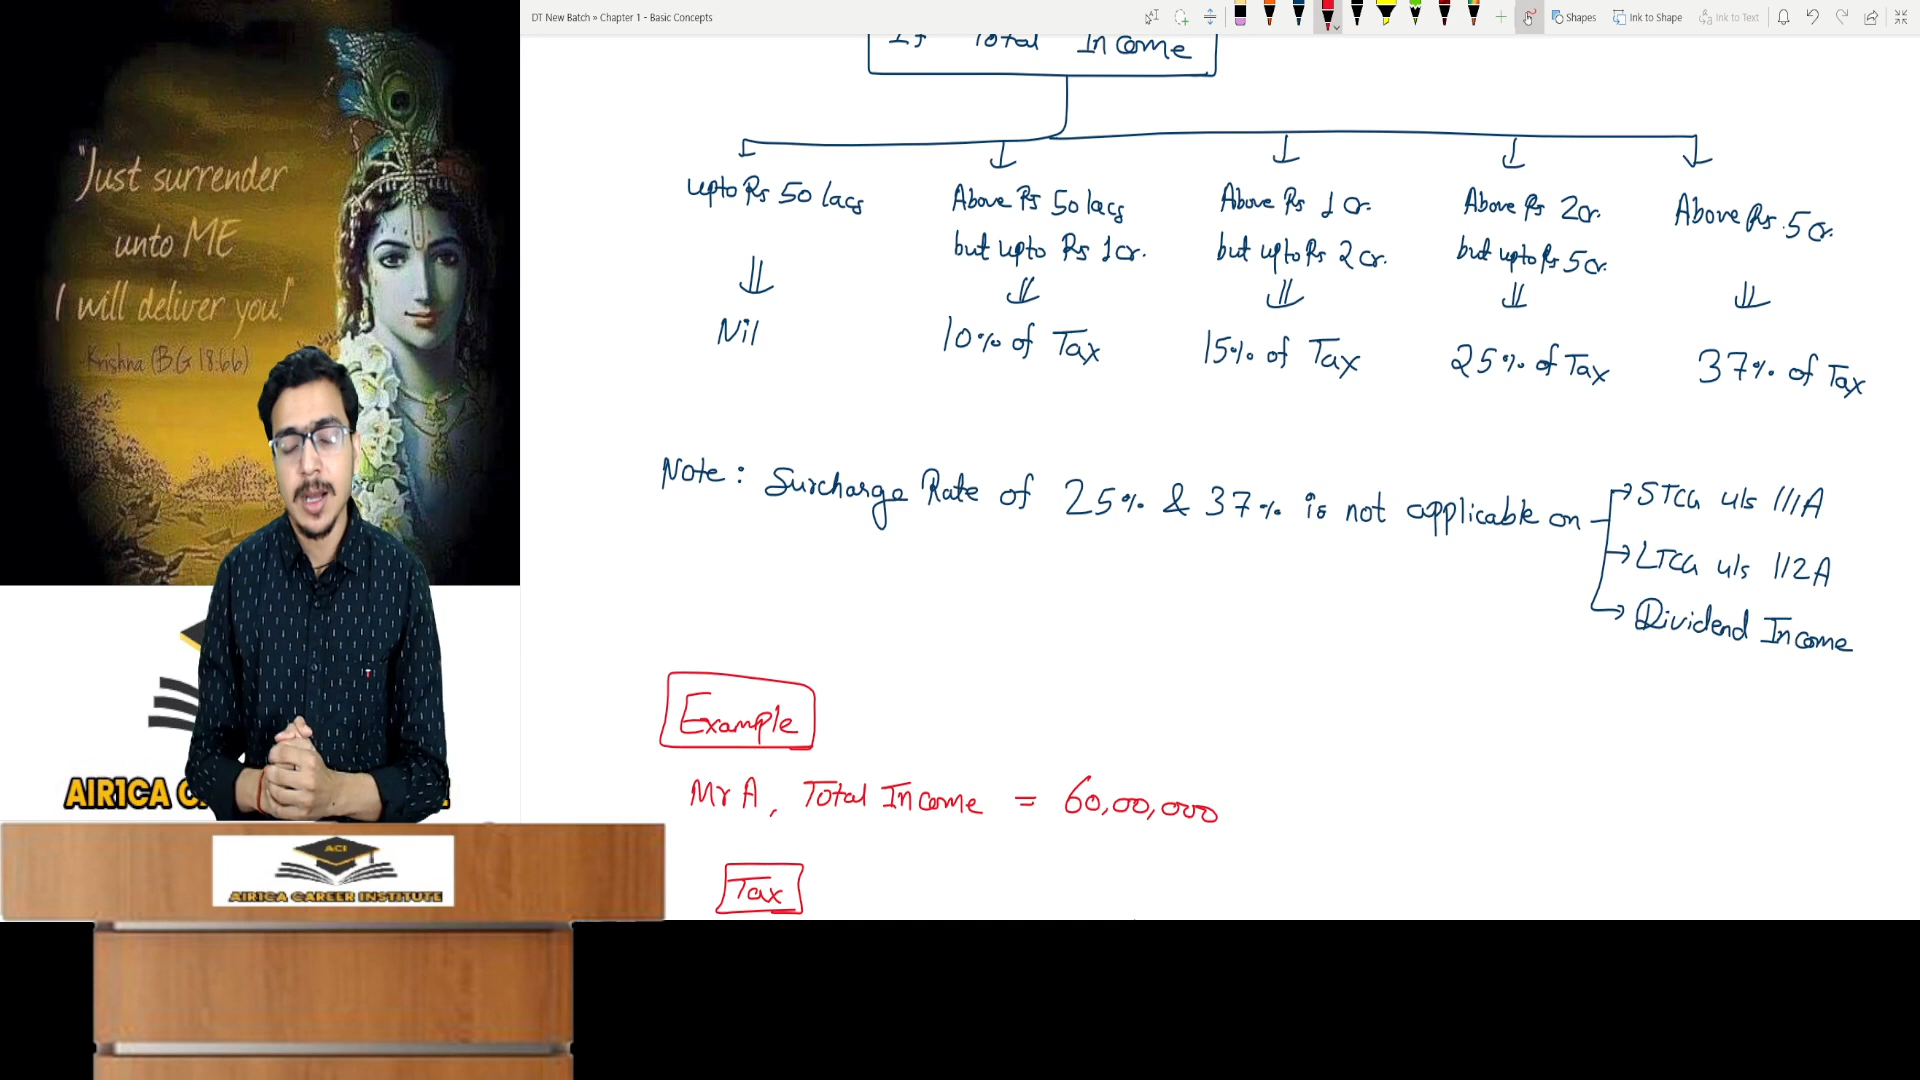 DT New Batch » Chapter 1 - Basic Concepts
Shapes
Ink to Shape
Ink to Text
"Just surrender
unto ME
I will deliver you!"
-Krishna (B.G 18.66)
If Total Income
upto Rs 50 lacs
Nil
Above Rs 50 lacs
but upto Rs 1 cr.
10% of Tax
Above Rs 1 cr.
but upto Rs 2 cr.
15% of Tax
Above Rs 2 cr.
but upto Rs 5 cr.
25% of Tax
Above Rs. 5 cr.
37% of Tax
Note: Surcharge Rate of 25% & 37% is not applicable on
STCG u/s 111A
LTCG u/s 112A
Dividend Income
Example
Mr A, Total Income = 60,00,000
Tax
AIR1CA
ACI
AIR1CA CAREER INSTITUTE